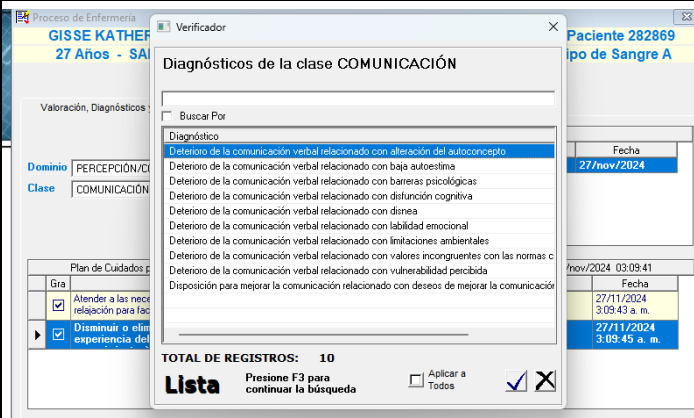 Proceso de Enfermería
GISSE KATHER
Paciente 282869
27 Años - SA
ipo de Sangre A
Verificador
Diagnósticos de la clase COMUNICACIÓN
Valoración, Diagnósticos y
Buscar Por
Diagnóstico
Deterioro de la comunicación verbal relacionado con alteración del autoconcepto
Deterioro de la comunicación verbal relacionado con baja autoestima
Deterioro de la comunicación verbal relacionado con barreras psicológicas
Deterioro de la comunicación verbal relacionado con disfunción cognitiva
Deterioro de la comunicación verbal relacionado con disnea
Deterioro de la comunicación verbal relacionado con labilidad emocional
Deterioro de la comunicación verbal relacionado con limitaciones ambientales
Deterioro de la comunicación verbal relacionado con valores incongruentes con las normas c
Deterioro de la comunicación verbal relacionado con vulnerabilidad percibida
Disposición para mejorar la comunicación relacionado con deseos de mejorar la comunicación
Fecha
27/nov/2024
Dominio PERCEPCIÓN/CO
Clase COMUNICACIÓN
Plan de Cuidados p
/nov/2024 03:09:41
Gra
Fecha
Atender a las nece
relajación para fac
27/11/2024
3:09:43 a. m.
Disminuir o elim
experiencia del
27/11/2024
3:09:45 a. m.
TOTAL DE REGISTROS: 10
Lista
Presione F3 para
continuar la búsqueda
Aplicar a
Todos